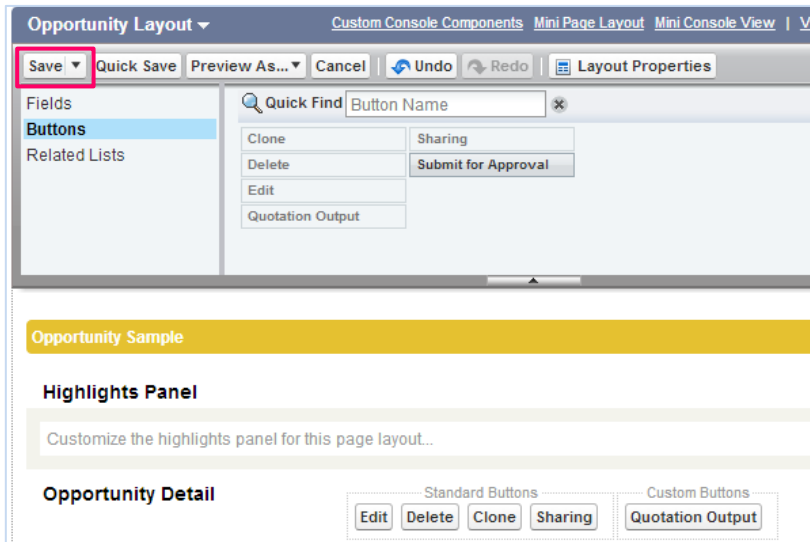 Opportunity Layout Custom Console Components Mini Page Layout Mini Console View |
Save Quick Save Preview As... Cancel Undo Redo Layout Properties
Fields
Buttons
Related Lists
Quick Find Button Name
Clone Sharing
Delete Submit for Approval
Edit
Quotation Output
Opportunity Sample
Highlights Panel
Customize the highlights panel for this page layout...
Opportunity Detail
Standard Buttons Custom Buttons
Edit Delete Clone Sharing Quotation Output